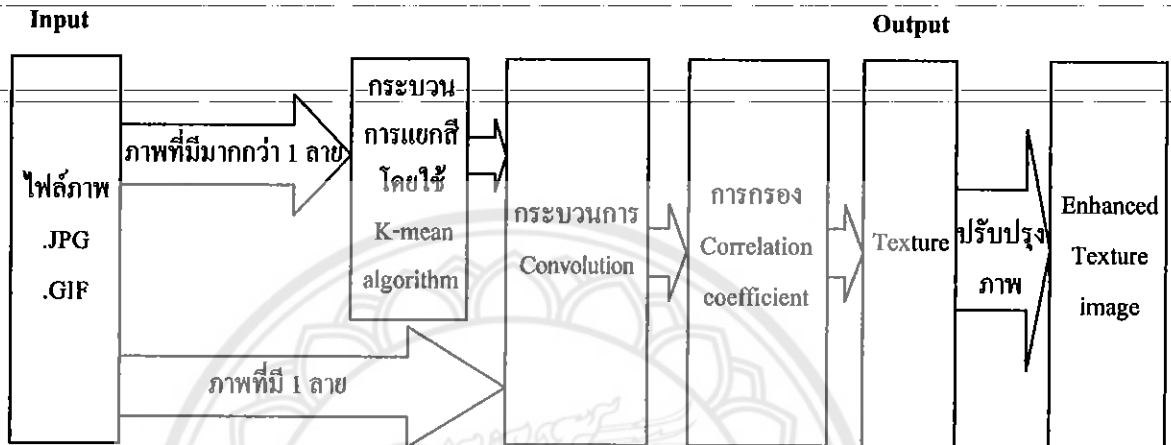 Input
Output
ไฟล์ภาพ
.JPG
.GIF
ภาพที่มีมากกว่า 1 ลาย
ภาพที่มี 1 ลาย
กระบวน
การแยกสี
โดยใช้
K-mean
algorithm
กระบวนการ
Convolution
การกรอง
Correlation
coefficient
Texture
ปรับปรุง
ภาพ
Enhanced
Texture
image